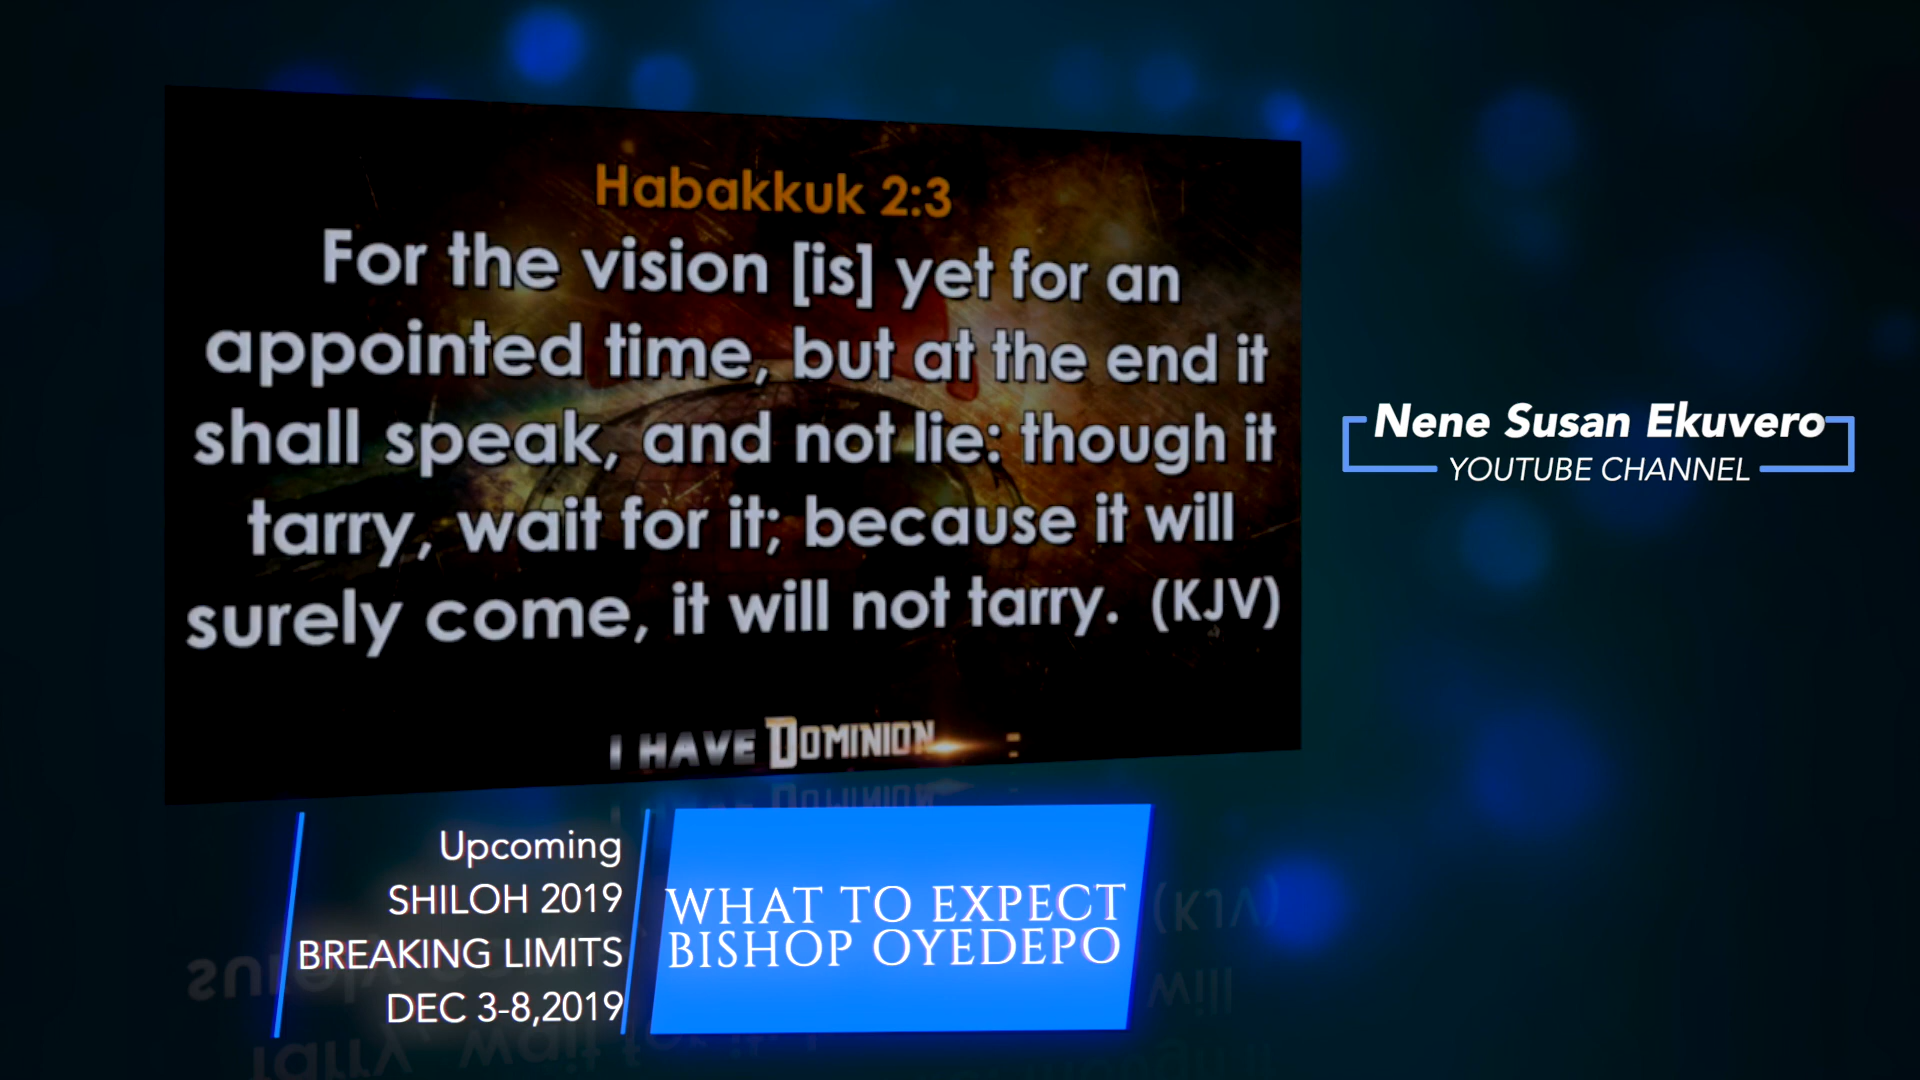 Habakkuk 2:3
For the vision [is] yet for an
appointed time, but at the end it
shall speak, and not lie: though it
tarry, wait for it; because it will
surely come, it will not tarry. (KJV)
I HAVE DOMINION
Nene Susan Ekuvero
YOUTUBE CHANNEL
Upcoming
SHILOH 2019
BREAKING LIMITS
DEC 3-8,2019
WHAT TO EXPECT
BISHOP OYEDEPO